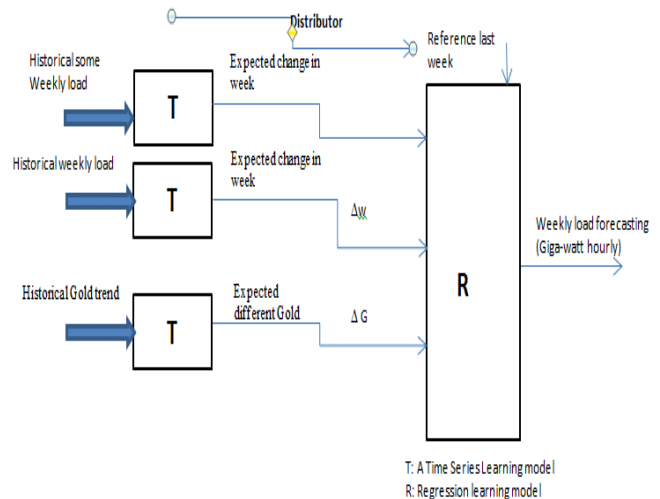 Distributor
Historical some
Weekly load
Expected change in
week
Reference last
week
T
Historical weekly load
Expected change in
week
T
Δw
Weekly load forecasting
(Giga-watt hourly)
Historical Gold trend
Expected
different Gold
Δ G
T
R
T: A Time Series Learning model
R: Regression learning model